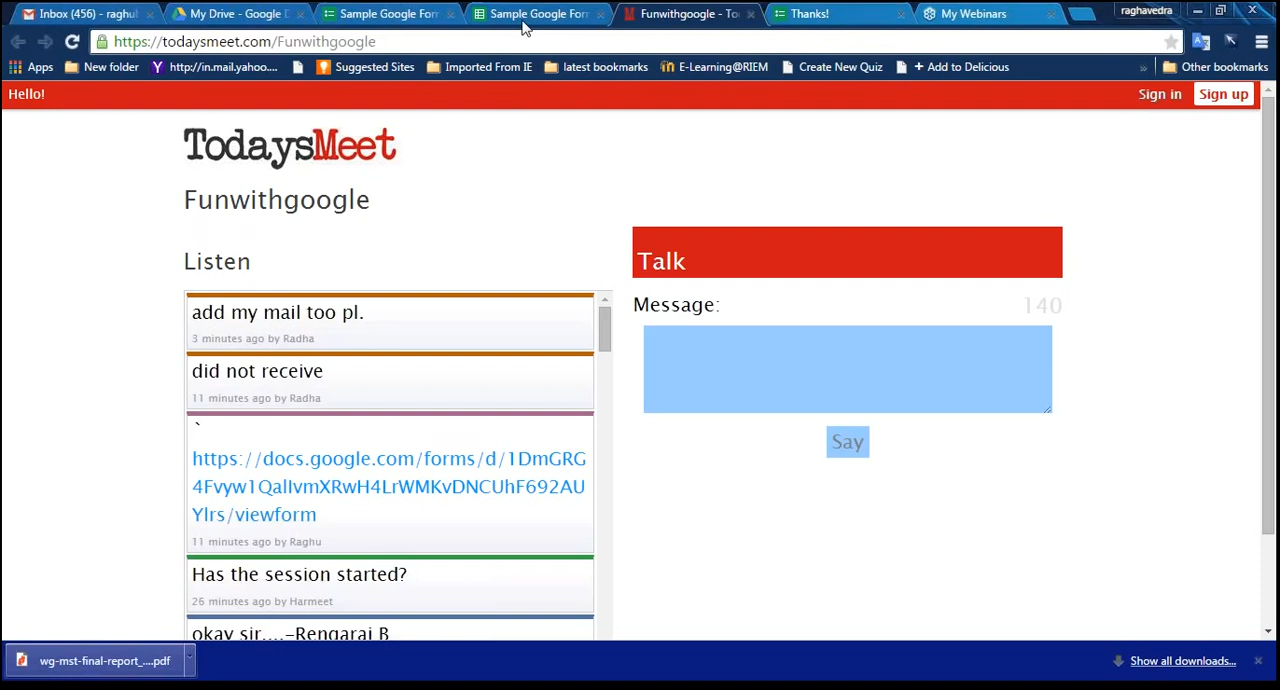 Inbox (456) - raghul
My Drive - Google D
Sample Google Form
Sample Google Form
Funwithgoogle - To
Thanks!
My Webinars
raghavedra
https://todaysmeet.com/Funwithgoogle
Apps
New folder
http://in.mail.yahoo....
Suggested Sites
Imported From IE
latest bookmarks
E-Learning@RIEM
Create New Quiz
+ Add to Delicious
»
Other bookmarks
Hello!
Sign in
Sign up
TodaysMeet
Funwithgoogle
Listen
add my mail too pl.
3 minutes ago by Radha
did not receive
11 minutes ago by Radha
`
https://docs.google.com/forms/d/1DmGRG
4Fvyw1QalIvmXRwH4LrWMKvDNCUhF692AU
Ylrs/viewform
11 minutes ago by Raghu
Has the session started?
26 minutes ago by Harmeet
okay sir....-Rengaraj B
Talk
Message:
140
Say
wg-mst-final-report_....pdf
Show all downloads...